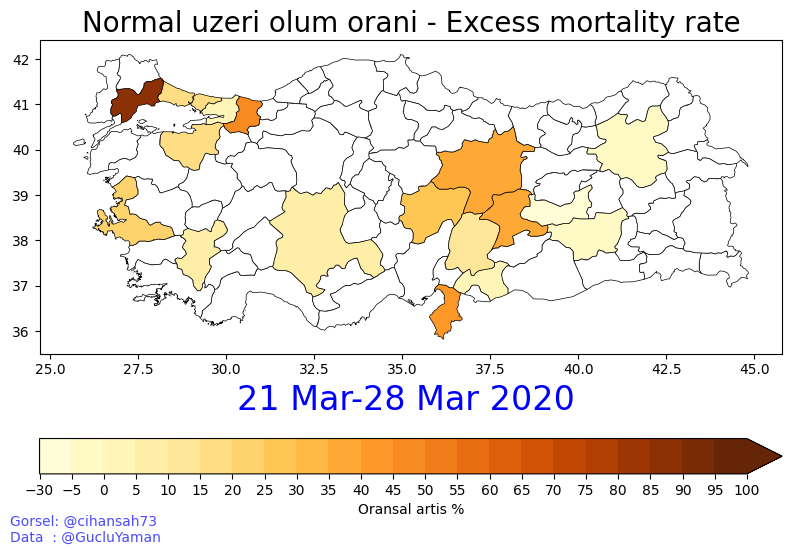 Normal uzeri olum orani - Excess mortality rate
42
41
40
39
38
37
36
25.0 27.5 30.0 32.5 35.0 37.5 40.0 42.5 45.0
21 Mar-28 Mar 2020
−30 −5 0 5 10 15 20 25 30 35 40 45 50 55 60 65 70 75 80 85 90 95 100
Oransal artis %
Gorsel: @cihansah73
Data : @GucluYaman